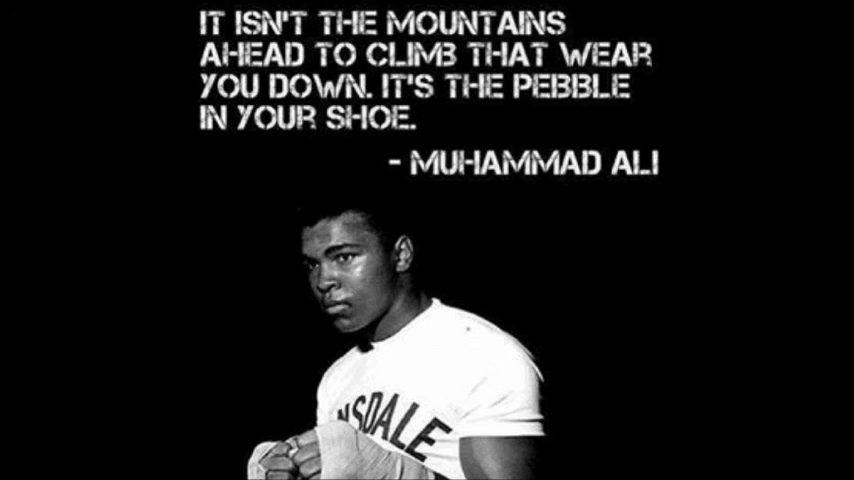 IT ISN'T THE MOUNTAINS
AHEAD TO CLIMB THAT WEAR
YOU DOWN. IT'S THE PEBBLE
IN YOUR SHOE.
- MUHAMMAD ALI
NSDALE